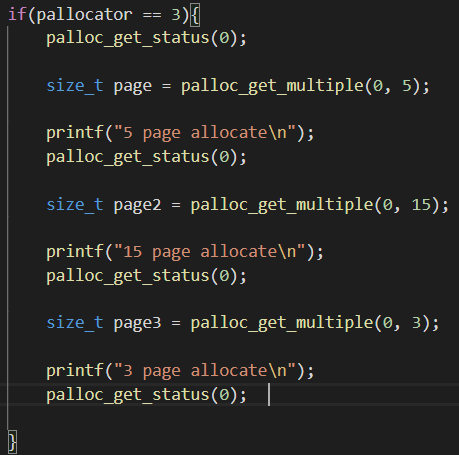 if(pallocator == 3){
palloc_get_status(0);
size_t page = palloc_get_multiple(0, 5);
printf("5 page allocate\n");
palloc_get_status(0);
size_t page2 = palloc_get_multiple(0, 15);
printf("15 page allocate\n");
palloc_get_status(0);
size_t page3 = palloc_get_multiple(0, 3);
printf("3 page allocate\n");
palloc_get_status(0);
}